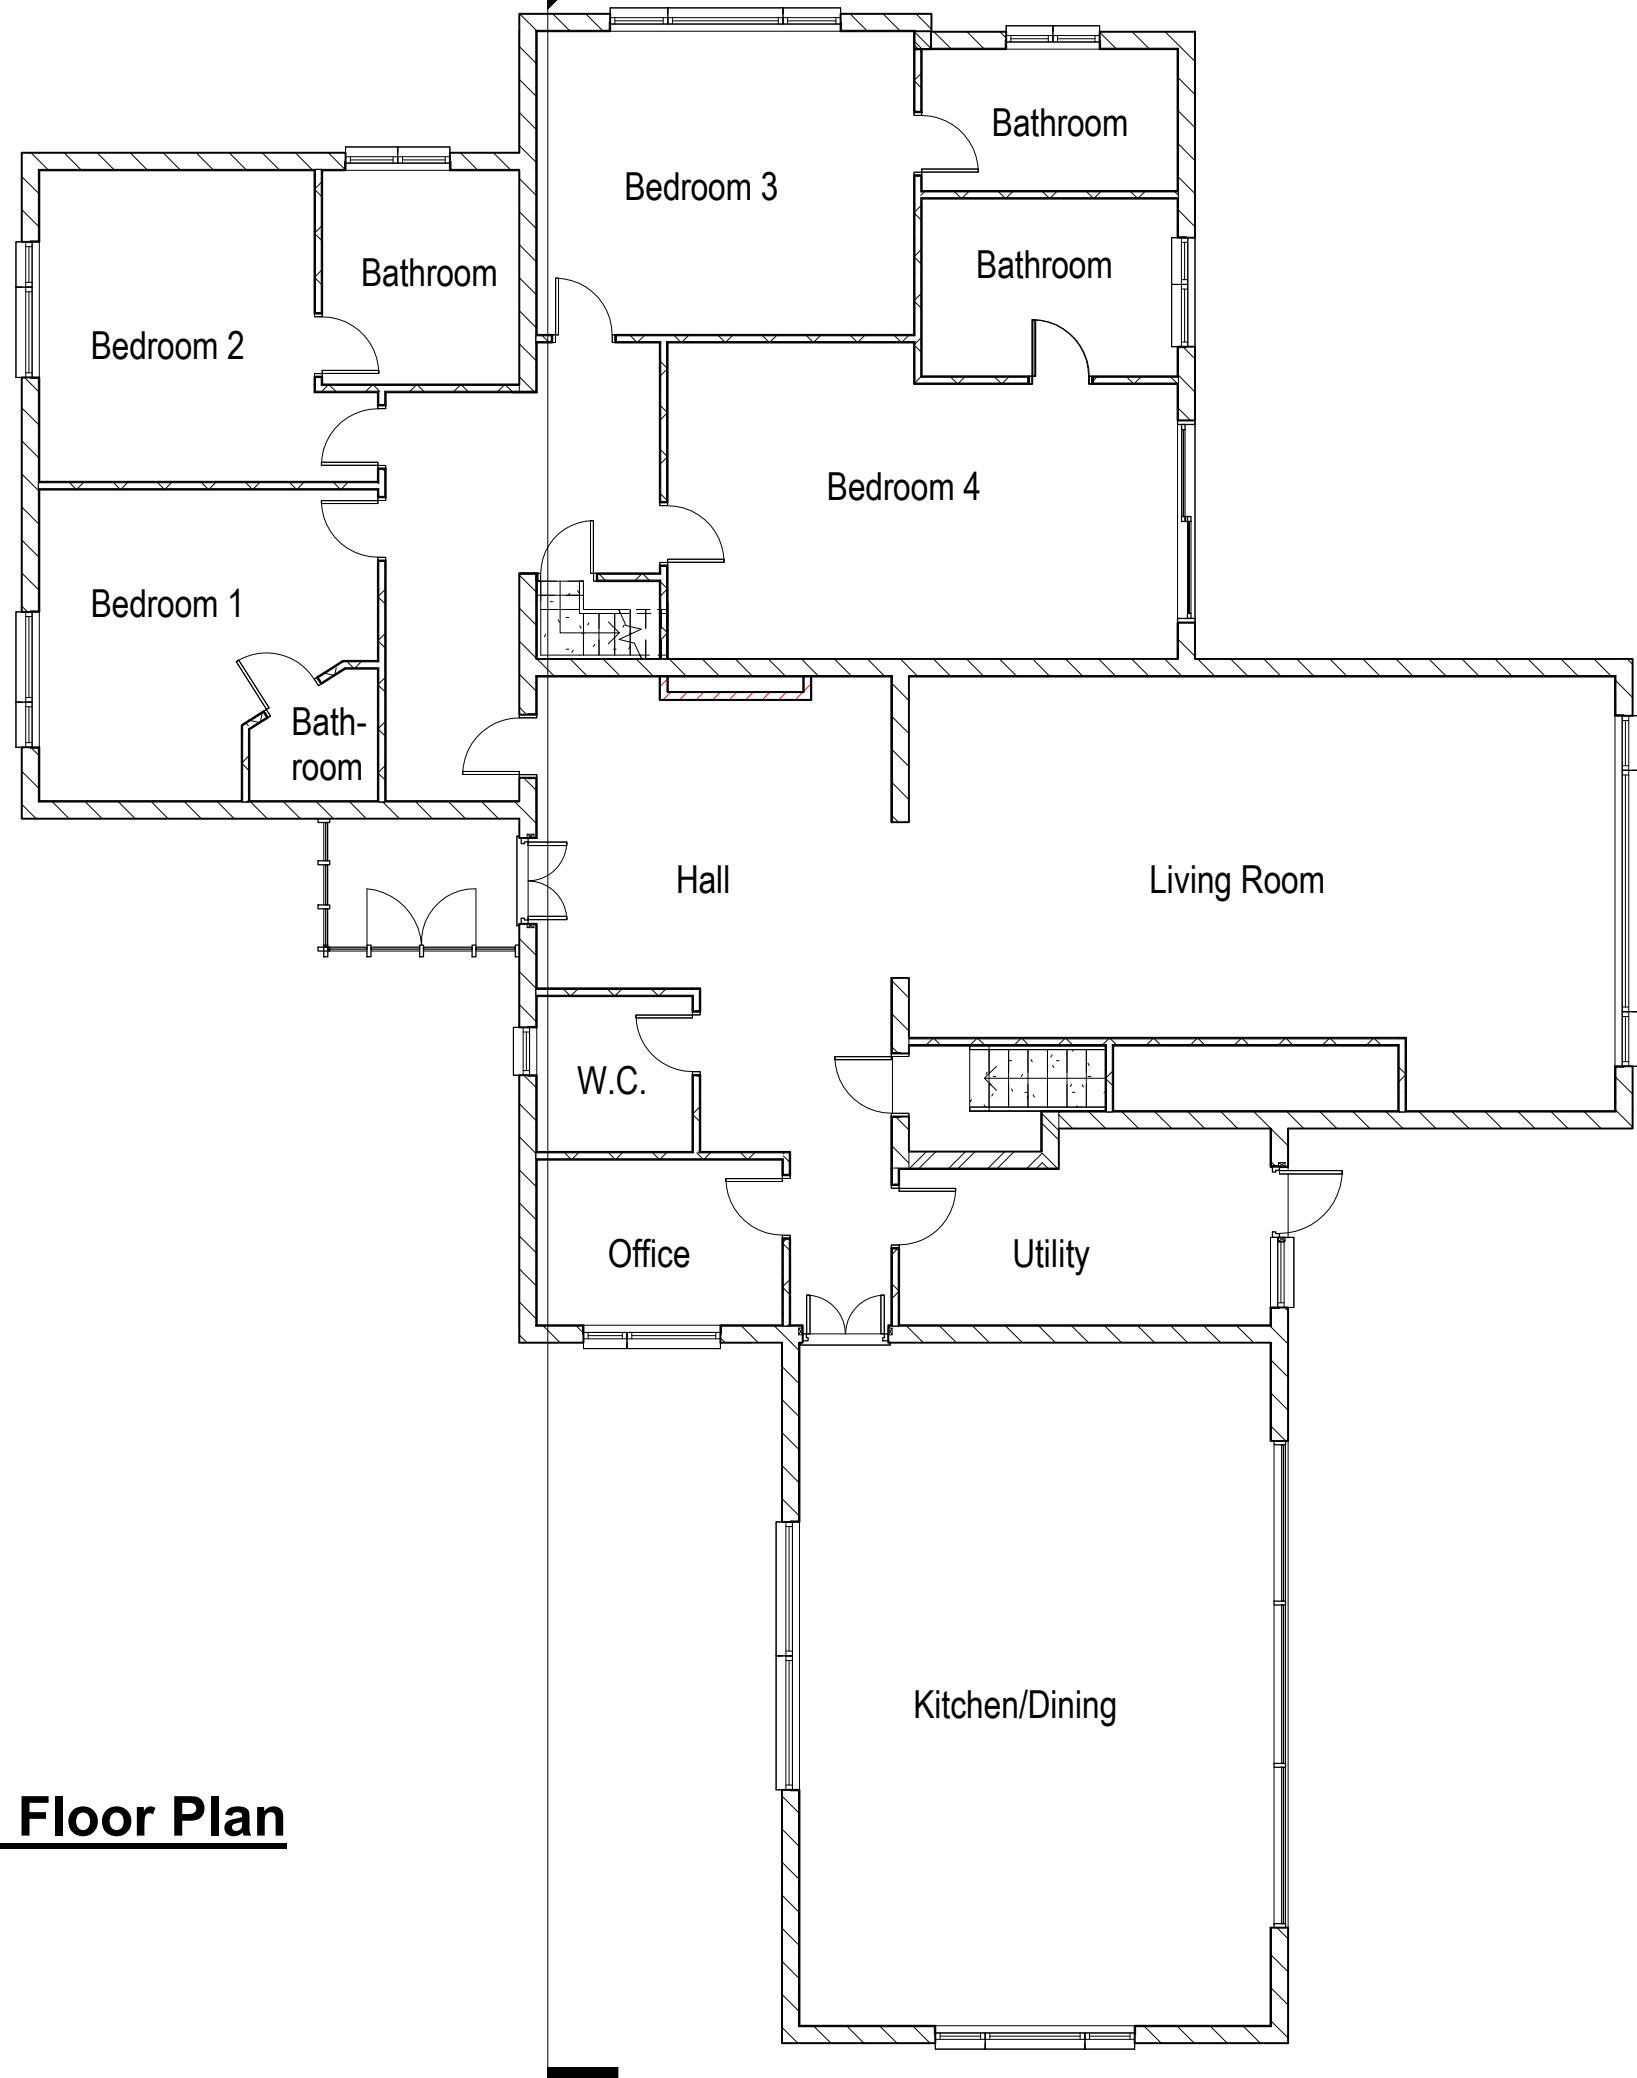 Bathroom
Bedroom 3
Bathroom
Bathroom
Bedroom 2
Bedroom 4
Bedroom 1
Bath-
room
Hall
Living Room
W.C.
Office
Utility
Kitchen/Dining
Floor Plan